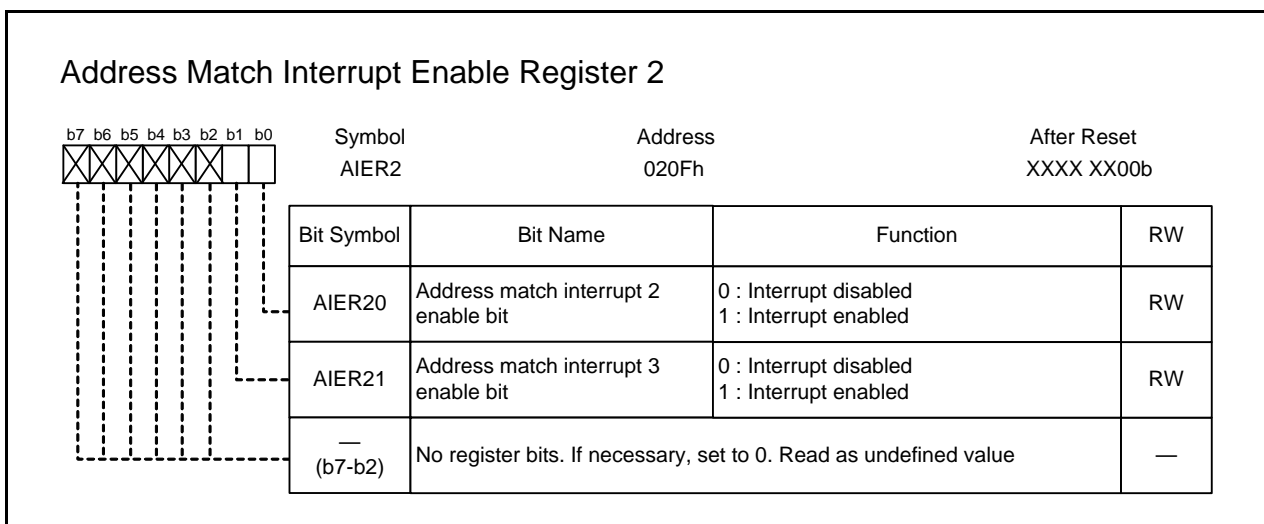 Address Match Interrupt Enable Register 2
b7 b6 b5 b4 b3 b2 b1 b0
Symbol Address After Reset
AIER2 020Fh XXXX XX00b
Bit Symbol Bit Name Function RW
AIER20 Address match interrupt 2 enable bit 0 : Interrupt disabled RW
1 : Interrupt enabled
AIER21 Address match interrupt 3 enable bit 0 : Interrupt disabled RW
1 : Interrupt enabled
—
(b7-b2) No register bits. If necessary, set to 0. Read as undefined value —